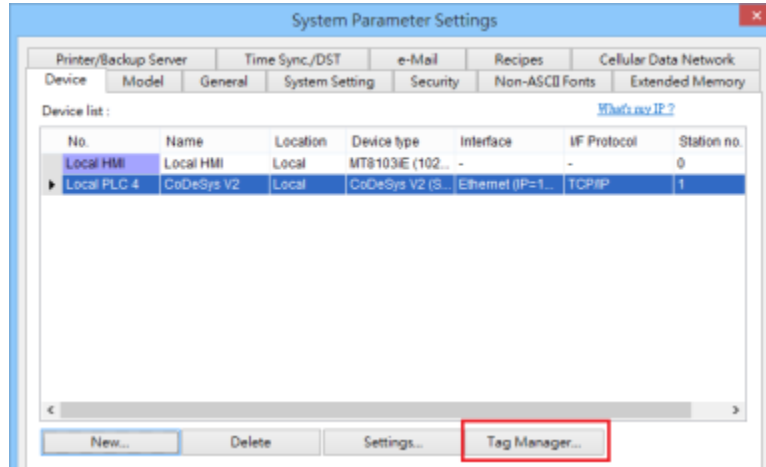 System Parameter Settings
Printer/Backup Server Time Sync./DST e-Mail Recipes Cellular Data Network
Device Model General System Setting Security Non-ASCII Fonts Extended Memory
Device list :
What's my IP ?
No. Name Location Device type Interface I/F Protocol Station no.
Local HMI Local HMI Local MT8103iE (102... - - 0
Local PLC 4 CoDeSys V2 Local CoDeSys V2 (S... Ethernet (IP=1... TCP/IP 1
New... Delete Settings... Tag Manager...